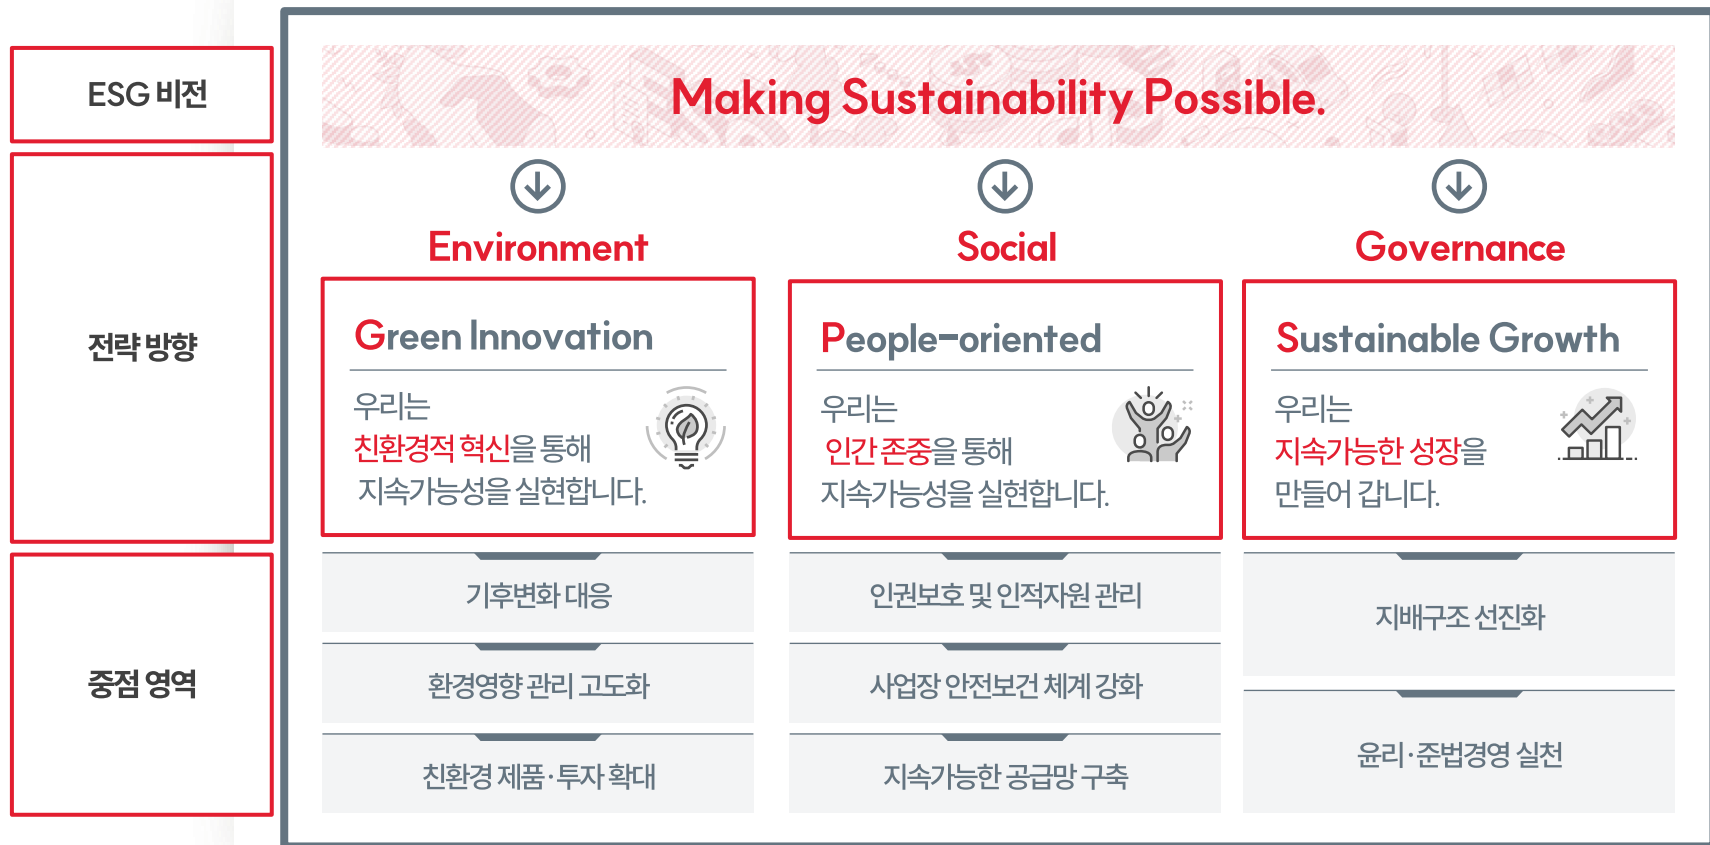 ESG 비전
Making Sustainability Possible.
전략 방향
Environment
Green Innovation
우리는
친환경적 혁신을 통해
지속가능성을 실현합니다.
Social
People-oriented
우리는
인간 존중을 통해
지속가능성을 실현합니다.
Governance
Sustainable Growth
우리는
지속가능한 성장을
만들어 갑니다.
중점 영역
기후변화 대응
환경영향 관리 고도화
친환경 제품·투자 확대
인권보호 및 인적자원 관리
사업장 안전보건 체계 강화
지속가능한 공급망 구축
지배구조 선진화
윤리·준법경영 실천